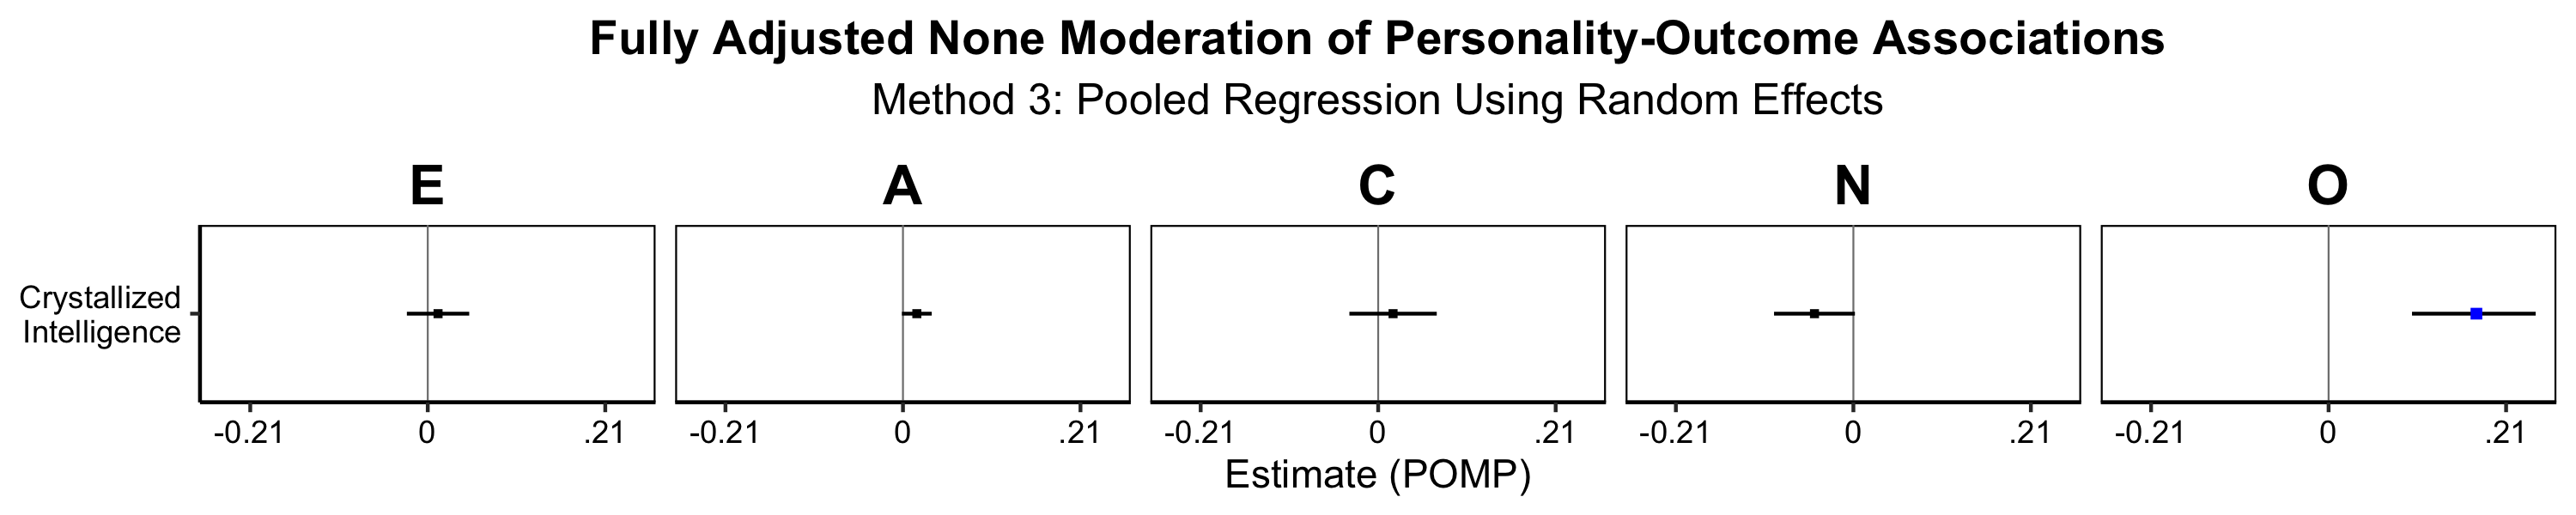 Fully Adjusted None Moderation of Personality-Outcome Associations
Method 3: Pooled Regression Using Random Effects
E A C N O
Crystallized
Intelligence
-0.21 0 .21 -0.21 0 .21 -0.21 0 .21 -0.21 0 .21 -0.21 0 .21
Estimate (POMP)